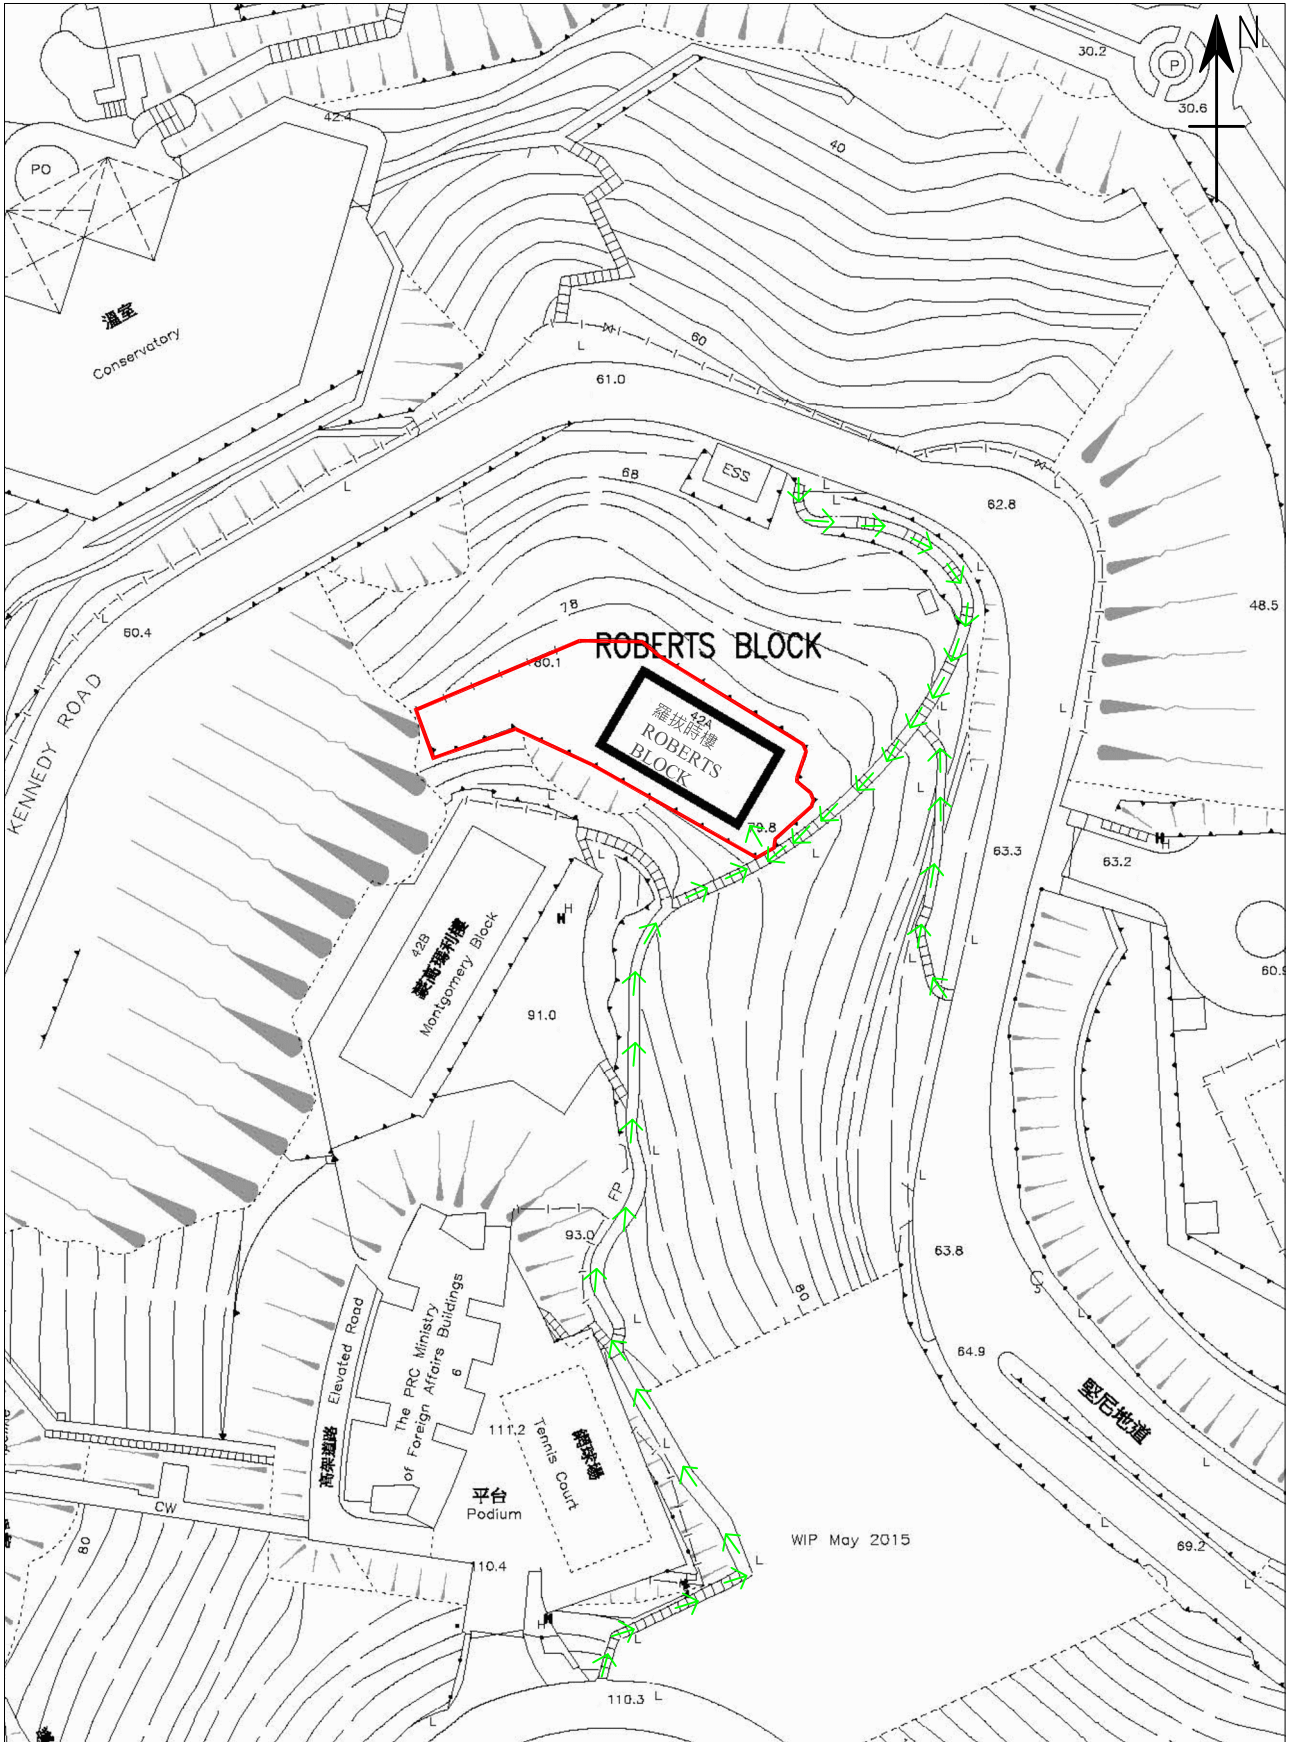 N
30.2
P
30.6
42.4
40
PO
溫室
Conservatory
60
L
61.0
68
ESS
L
L
62.8
L
L
L
48.5
L
60.4
78
ROBERTS BLOCK
80.1
KENNEDY ROAD
42A
羅拔時樓
ROBERTS
BLOCK
L
L
L
L
79.8
63.3
L
L
63.2
H
H
42B
蒙高瑪利樓
Montgomery Block
L
L
60.9
91.0
L
L
FP
93.0
63.8
80
L
L
L
64.9
高架道路
Elevated Road
The PRC Ministry
of Foreign Affairs Buildings
6
111.2
網球場
Tennis Court
堅尼地道
L
L
平台
Podium
CW
80
WIP May 2015
L
69.2
L
110.4
L
H
L
110.3
L
L